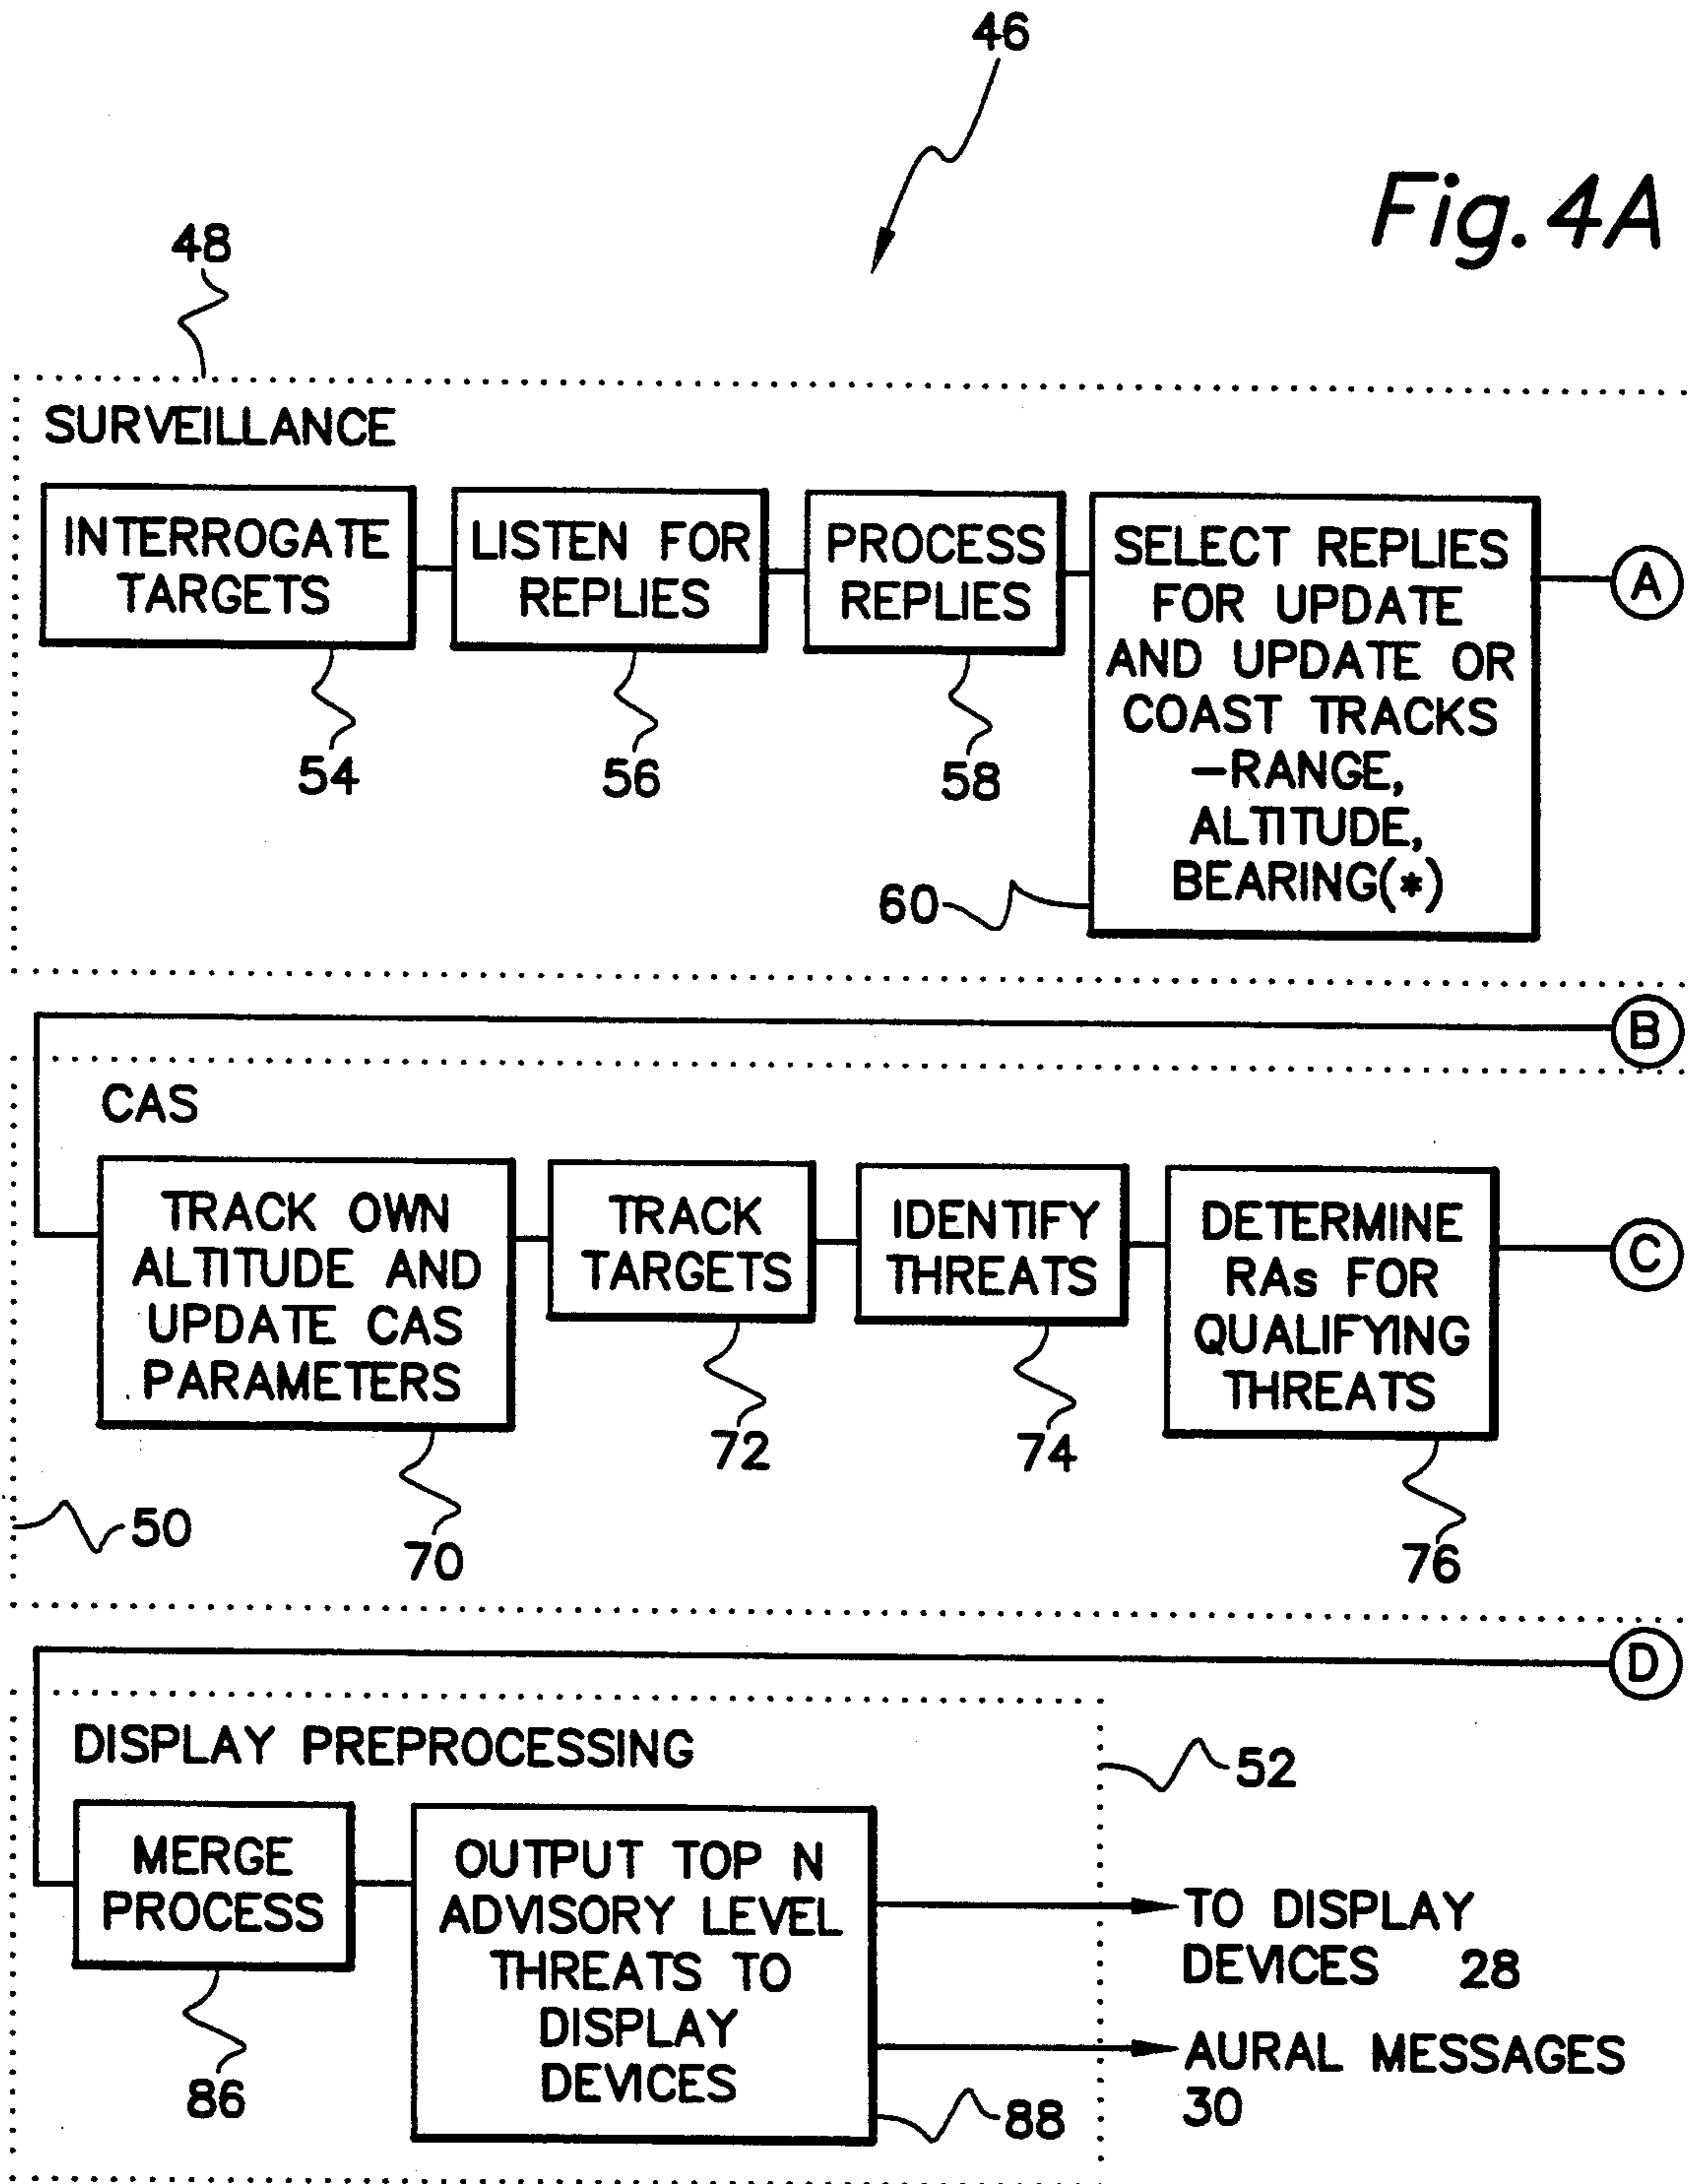 46
Fig. 4A
48
SURVEILLANCE
INTERROGATE
TARGETS
54
LISTEN FOR
REPLIES
56
PROCESS
REPLIES
58
SELECT REPLIES
FOR UPDATE
AND UPDATE OR
COAST TRACKS
–RANGE,
ALTITUDE,
BEARING(*)
60
A
B
CAS
TRACK OWN
ALTITUDE AND
UPDATE CAS
PARAMETERS
70
TRACK
TARGETS
72
IDENTIFY
THREATS
74
DETERMINE
RAs FOR
QUALIFYING
THREATS
76
C
50
D
DISPLAY PREPROCESSING
52
MERGE
PROCESS
86
OUTPUT TOP N
ADVISORY LEVEL
THREATS TO
DISPLAY
DEVICES
88
TO DISPLAY
DEVICES 28
AURAL MESSAGES
30